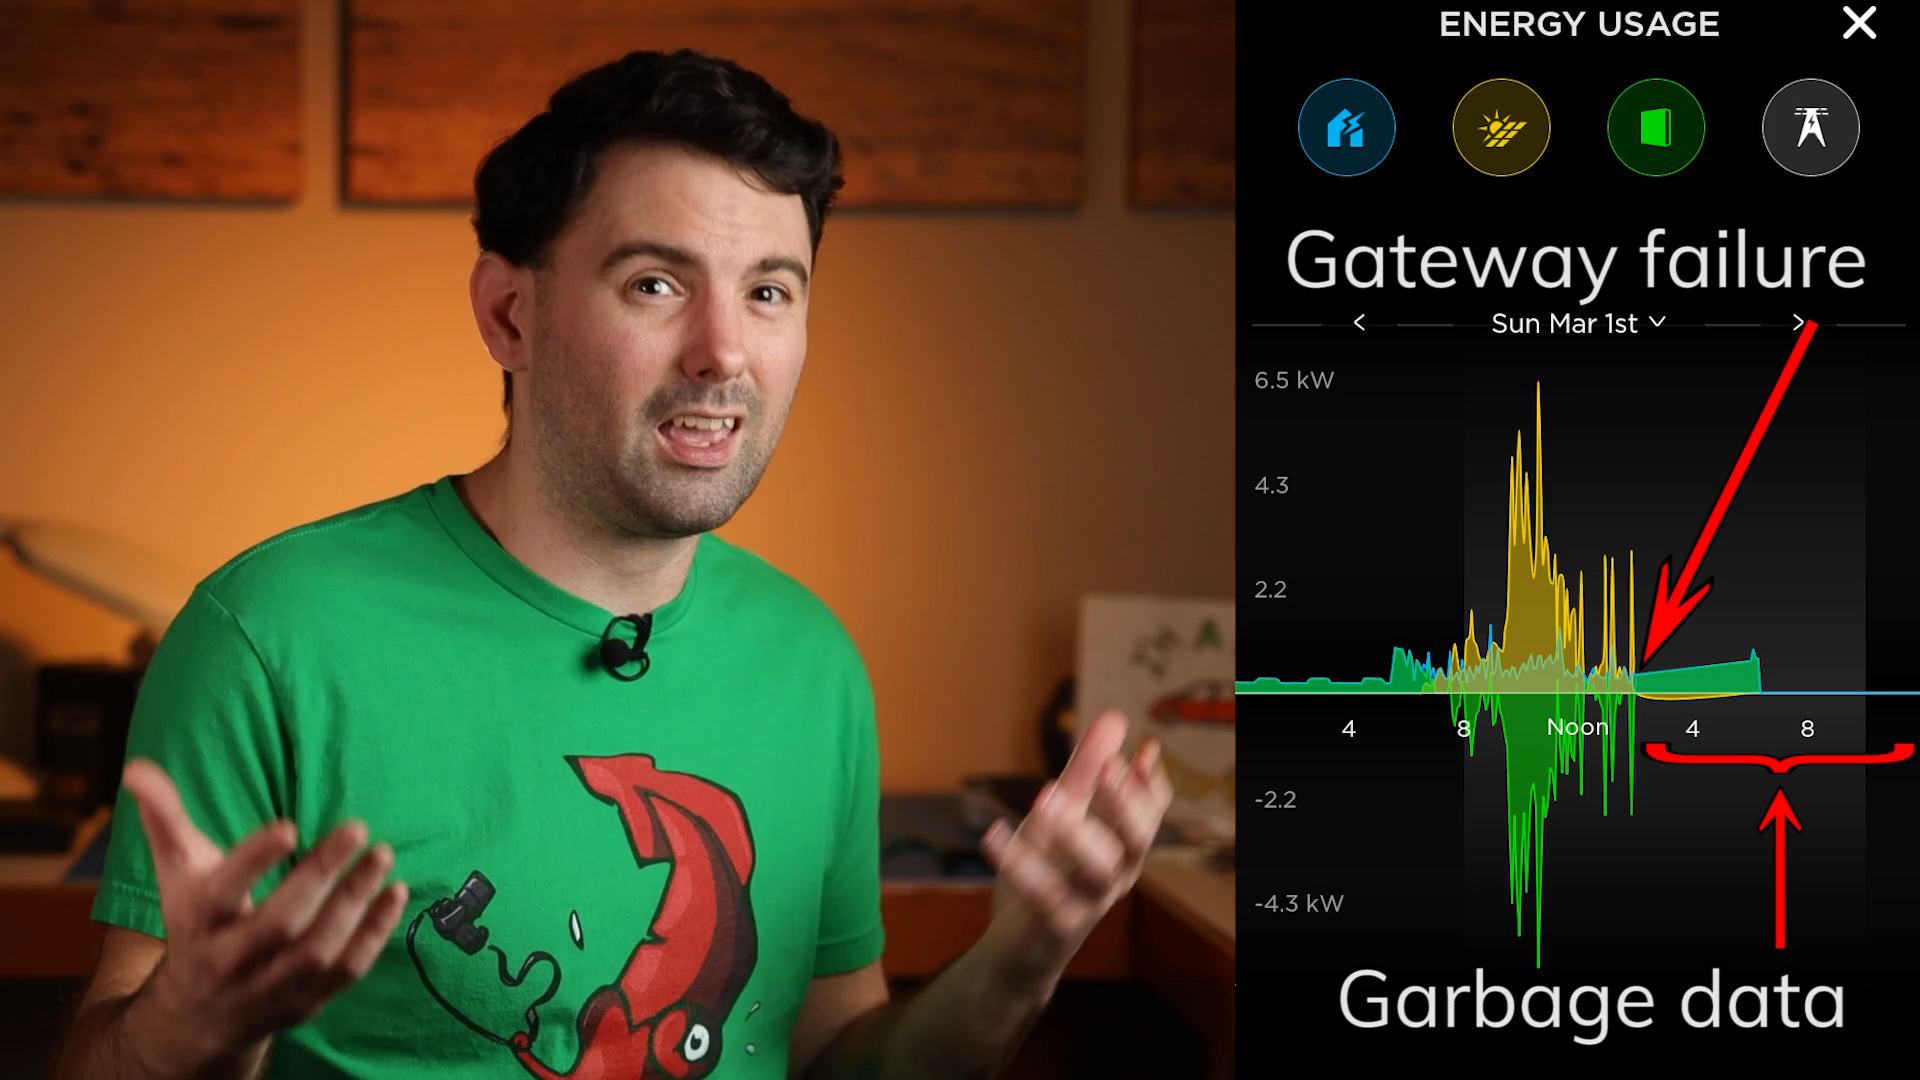 ENERGY USAGE
Gateway failure
Sun Mar 1st
6.5 kW
4.3
2.2
4 8 Noon 4 8
-2.2
-4.3 kW
Garbage data